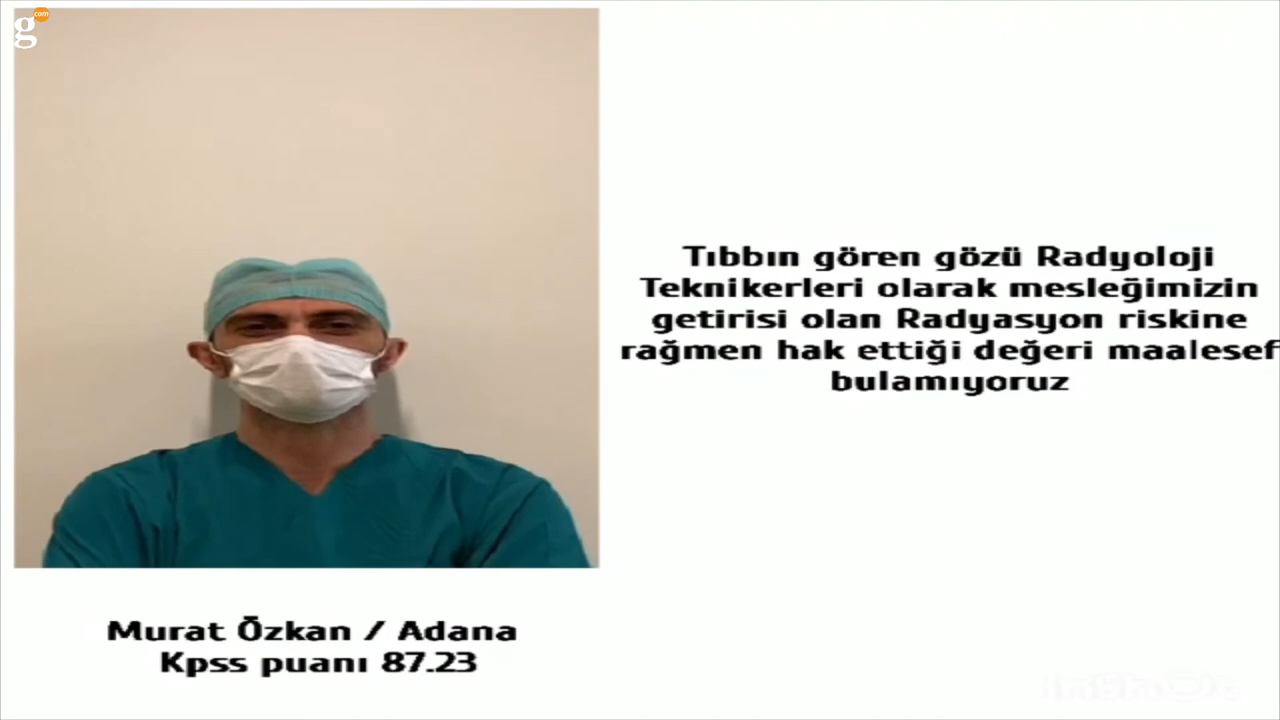 g.com
Tıbbın gören gözü Radyoloji
Teknikerleri olarak mesleğimizin
getirisi olan Radyasyon riskine
rağmen hak ettiği değeri maalesef
bulamıyoruz
Murat Özkan / Adana
Kpss puanı 87.23